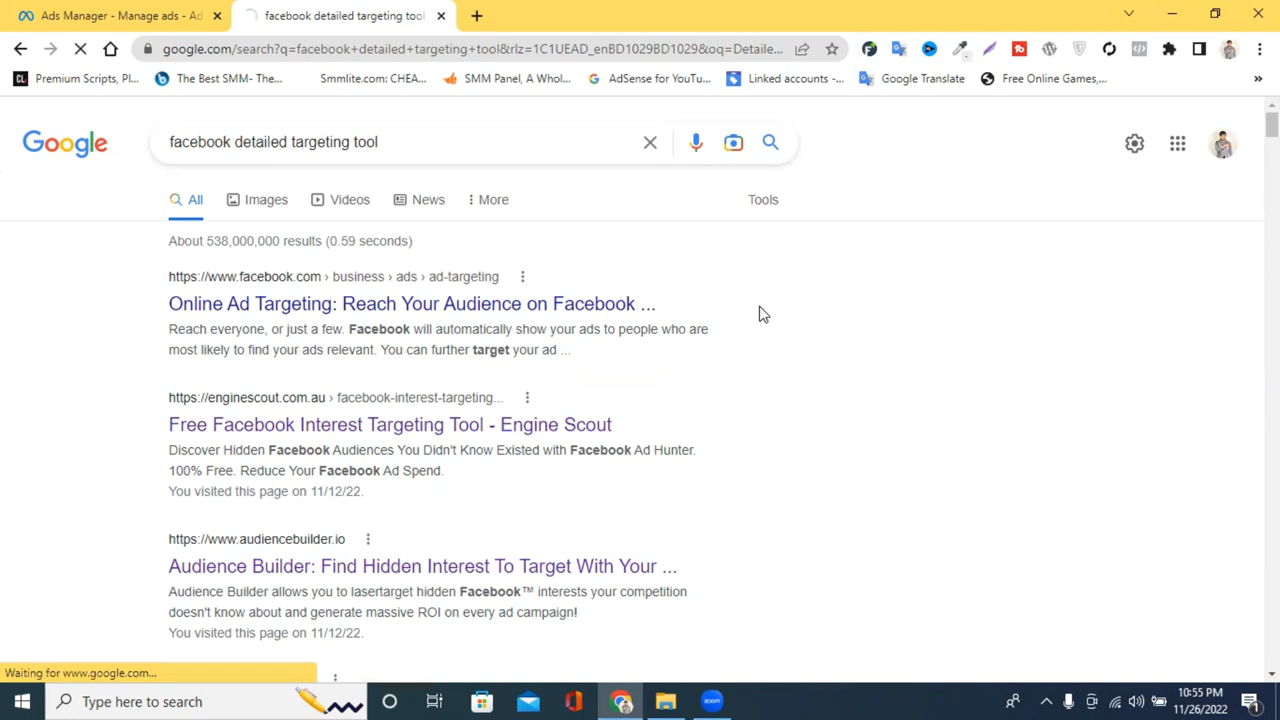 Ads Manager - Manage ads - Ad
facebook detailed targeting tool
google.com/search?q=facebook+detailed+targeting+tool&rlz=1C1UEAD_enBD1029BD1029&oq=Detaile...
CL
Premium Scripts, Pl...
The Best SMM- The...
Smmlite.com: CHEA...
SMM Panel, A Whol...
AdSense for YouTu...
Linked accounts -...
Google Translate
Free Online Games,...
Google
facebook detailed targeting tool
All
Images
Videos
News
More
Tools
About 538,000,000 results (0.59 seconds)
https://www.facebook.com › business › ads › ad-targeting
Online Ad Targeting: Reach Your Audience on Facebook ...
Reach everyone, or just a few. Facebook will automatically show your ads to people who are
most likely to find your ads relevant. You can further target your ad ...
https://enginescout.com.au › facebook-interest-targeting...
Free Facebook Interest Targeting Tool - Engine Scout
Discover Hidden Facebook Audiences You Didn't Know Existed with Facebook Ad Hunter.
100% Free. Reduce Your Facebook Ad Spend.
You visited this page on 11/12/22.
https://www.audiencebuilder.io
Audience Builder: Find Hidden Interest To Target With Your ...
Audience Builder allows you to lasertarget hidden Facebook™ interests your competition
doesn't know about and generate massive ROI on every ad campaign!
You visited this page on 11/12/22.
Waiting for www.google.com...
Type here to search
zoom
10:55 PM
11/26/2022
1